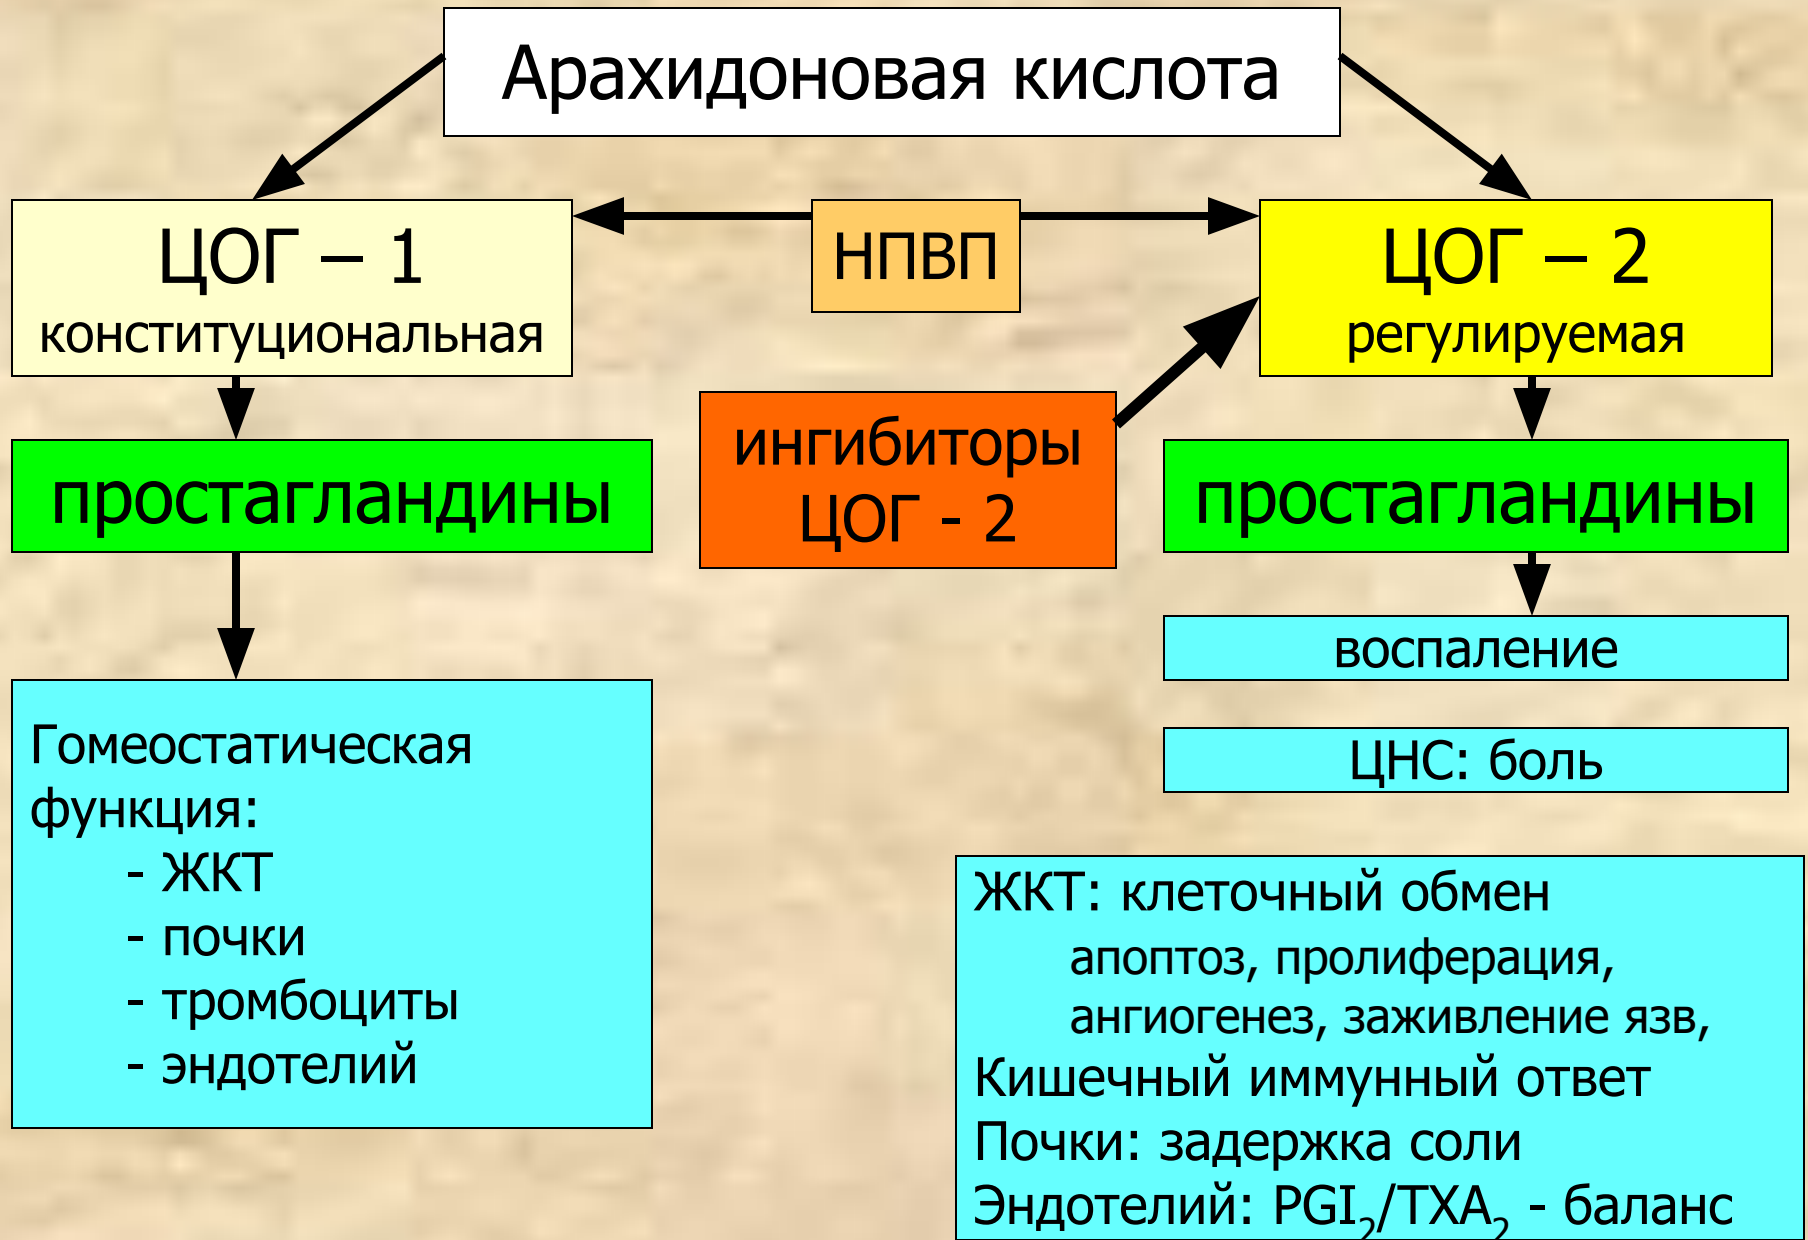 Арахидоновая кислота
ЦОГ – 1
конституциональная
НПВП
ЦОГ – 2
регулируемая
ингибиторы
ЦОГ - 2
простагландины
простагландины
воспаление
ЦНС: боль
Гомеостатическая
функция:
- ЖКТ
- почки
- тромбоциты
- эндотелий
ЖКТ: клеточный обмен
апоптоз, пролиферация,
ангиогенез, заживление язв,
Кишечный иммунный ответ
Почки: задержка соли
Эндотелий: PGI₂/TXA₂ - баланс